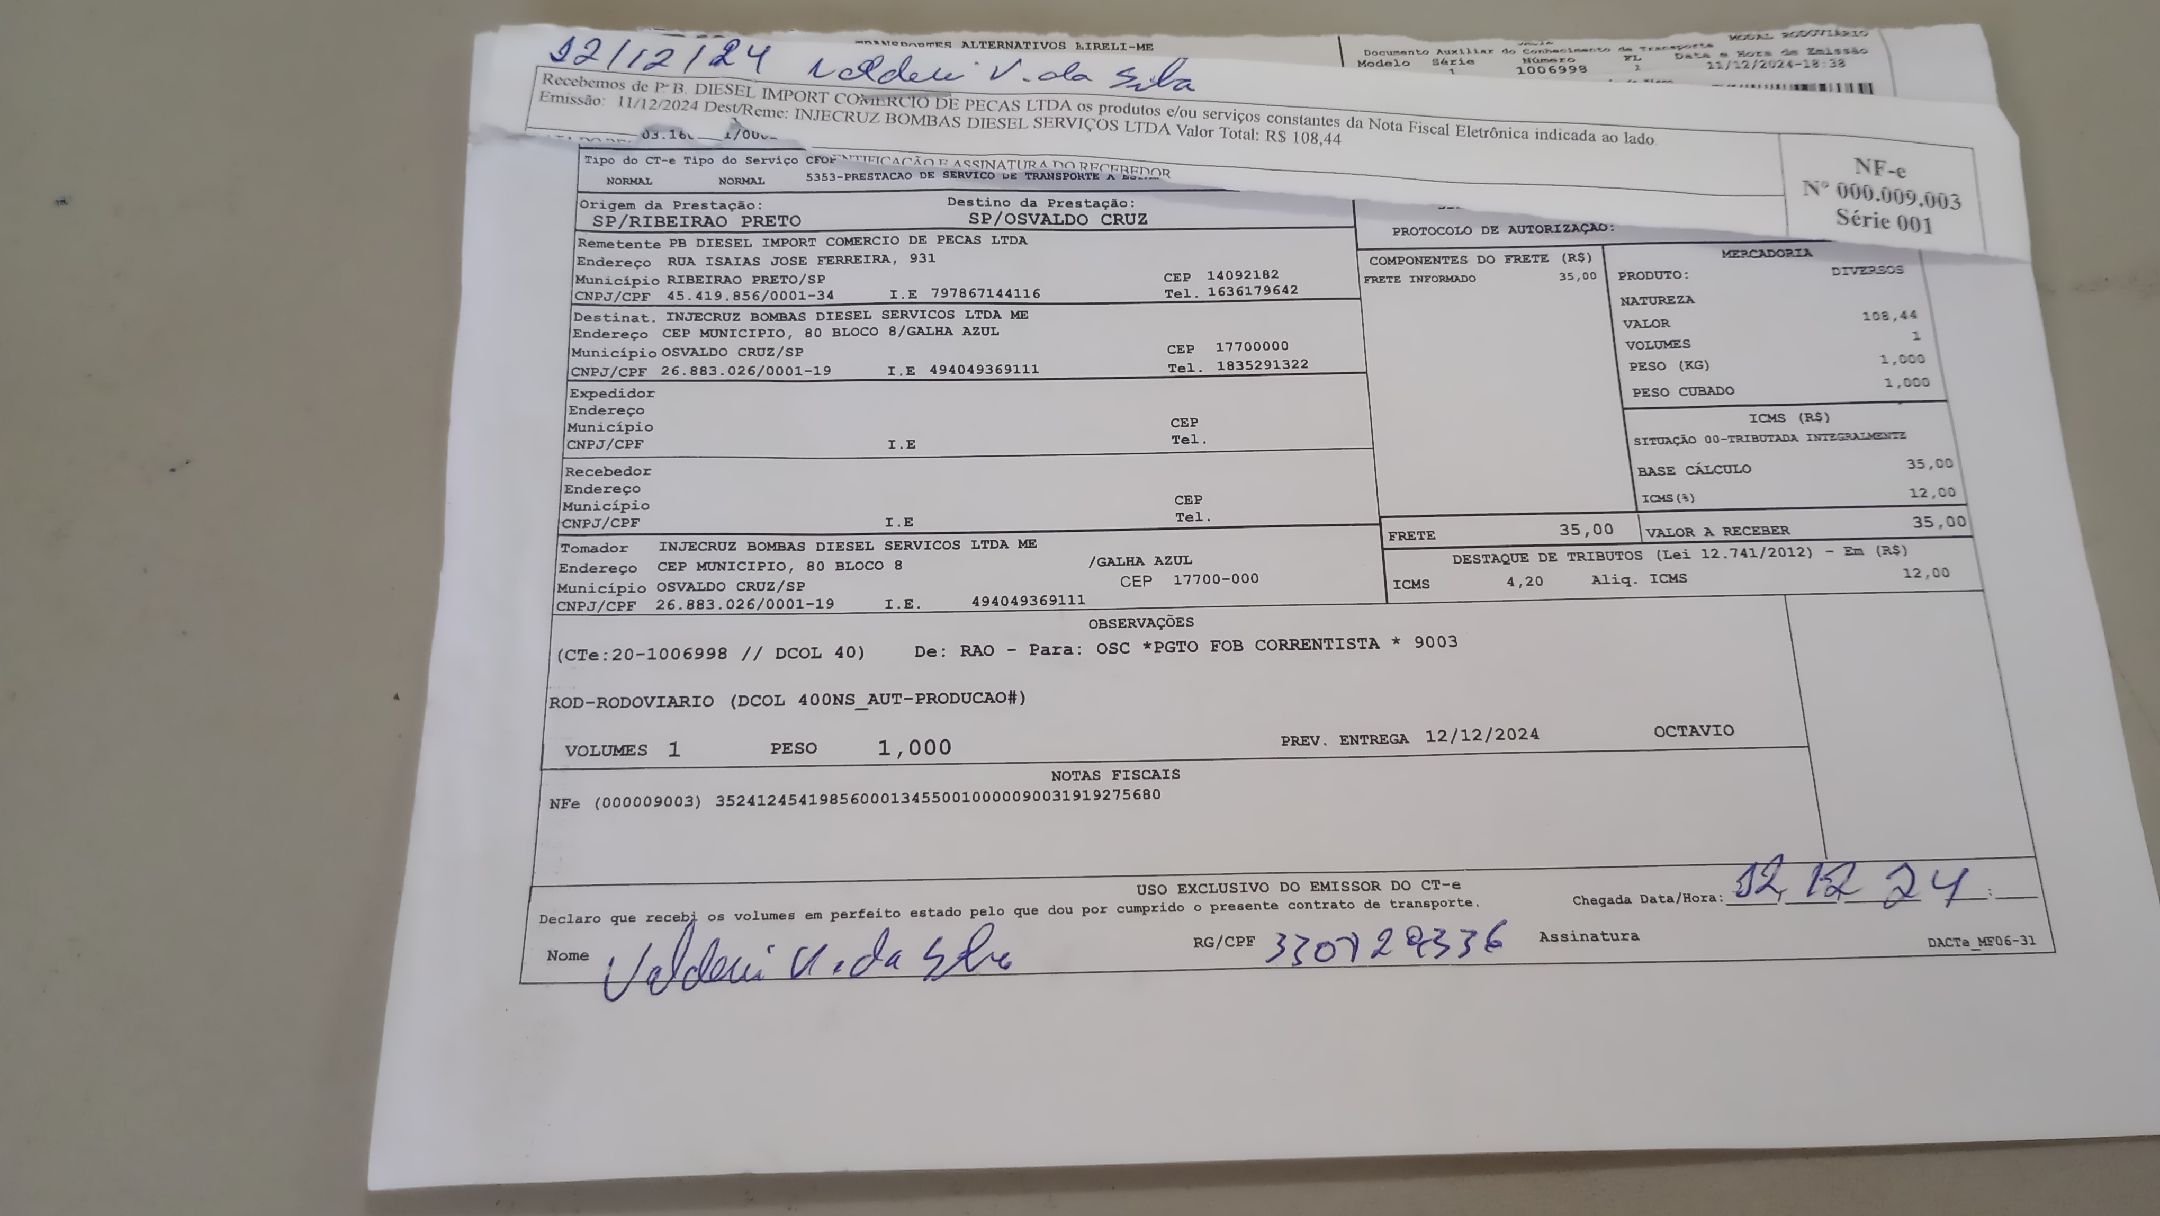 TRANSPORTES ALTERNATIVOS EIRELI-ME
MODAL RODOVIÁRIO
Documento Auxiliar do Conhecimento de Transporte
Modelo Série Número FL Data e Hora de Emissão
1 1006998 11/12/2024-18:38
12/12/24 Valdeni V. da Silva
Recebemos de P. B. DIESEL IMPORT COMERCIO DE PECAS LTDA os produtos e/ou serviços constantes da Nota Fiscal Eletrônica indicada ao lado.
Emissão: 11/12/2024 Dest/Reme: INJECRUZ BOMBAS DIESEL SERVIÇOS LTDA Valor Total: R$ 108,44
IDENTIFICAÇÃO E ASSINATURA DO RECEBEDOR
NF-e
Nº 000.009.003
Série 001
Tipo do CT-e Tipo do Serviço CFOP
NORMAL NORMAL 5353-PRESTACAO DE SERVICO DE TRANSPORTE A
Origem da Prestação: Destino da Prestação:
SP/RIBEIRAO PRETO SP/OSVALDO CRUZ
PROTOCOLO DE AUTORIZAÇÃO:
Remetente PB DIESEL IMPORT COMERCIO DE PECAS LTDA
Endereço RUA ISAIAS JOSE FERREIRA, 931
Município RIBEIRAO PRETO/SP CEP 14092182
CNPJ/CPF 45.419.856/0001-34 I.E 797867144116 Tel. 1636179642
Destinat. INJECRUZ BOMBAS DIESEL SERVICOS LTDA ME
Endereço CEP MUNICIPIO, 80 BLOCO 8/GALHA AZUL
Município OSVALDO CRUZ/SP CEP 17700000
CNPJ/CPF 26.883.026/0001-19 I.E 494049369111 Tel. 1835291322
Expedidor
Endereço
Município CEP
CNPJ/CPF I.E Tel.
Recebedor
Endereço
Município CEP
CNPJ/CPF I.E Tel.
Tomador INJECRUZ BOMBAS DIESEL SERVICOS LTDA ME
Endereço CEP MUNICIPIO, 80 BLOCO 8 /GALHA AZUL
Município OSVALDO CRUZ/SP CEP 17700-000
CNPJ/CPF 26.883.026/0001-19 I.E. 494049369111
COMPONENTES DO FRETE (R$)
FRETE INFORMADO 35,00
MERCADORIA
PRODUTO: DIVERSOS
NATUREZA
VALOR 108,44
VOLUMES 1
PESO (KG) 1,000
PESO CUBADO 1,000
ICMS (R$)
SITUAÇÃO 00-TRIBUTADA INTEGRALMENTE
BASE CÁLCULO 35,00
ICMS(%) 12,00
FRETE 35,00 VALOR A RECEBER 35,00
DESTAQUE DE TRIBUTOS (Lei 12.741/2012) - Em (R$)
ICMS 4,20 Aliq. ICMS 12,00
OBSERVAÇÕES
(CTe:20-1006998 // DCOL 40) De: RAO - Para: OSC *PGTO FOB CORRENTISTA * 9003
ROD-RODOVIARIO (DCOL 400NS_AUT-PRODUCAO#)
VOLUMES 1 PESO 1,000 PREV. ENTREGA 12/12/2024 OCTAVIO
NOTAS FISCAIS
NFe (000009003) 35241245419856000134550010000090031919275680
USO EXCLUSIVO DO EMISSOR DO CT-e
Declaro que recebi os volumes em perfeito estado pelo que dou por cumprido o presente contrato de transporte. Chegada Data/Hora: 12 12 24
Nome Valdeni V. da Silva RG/CPF 330729336 Assinatura
DACTe_MF06-31